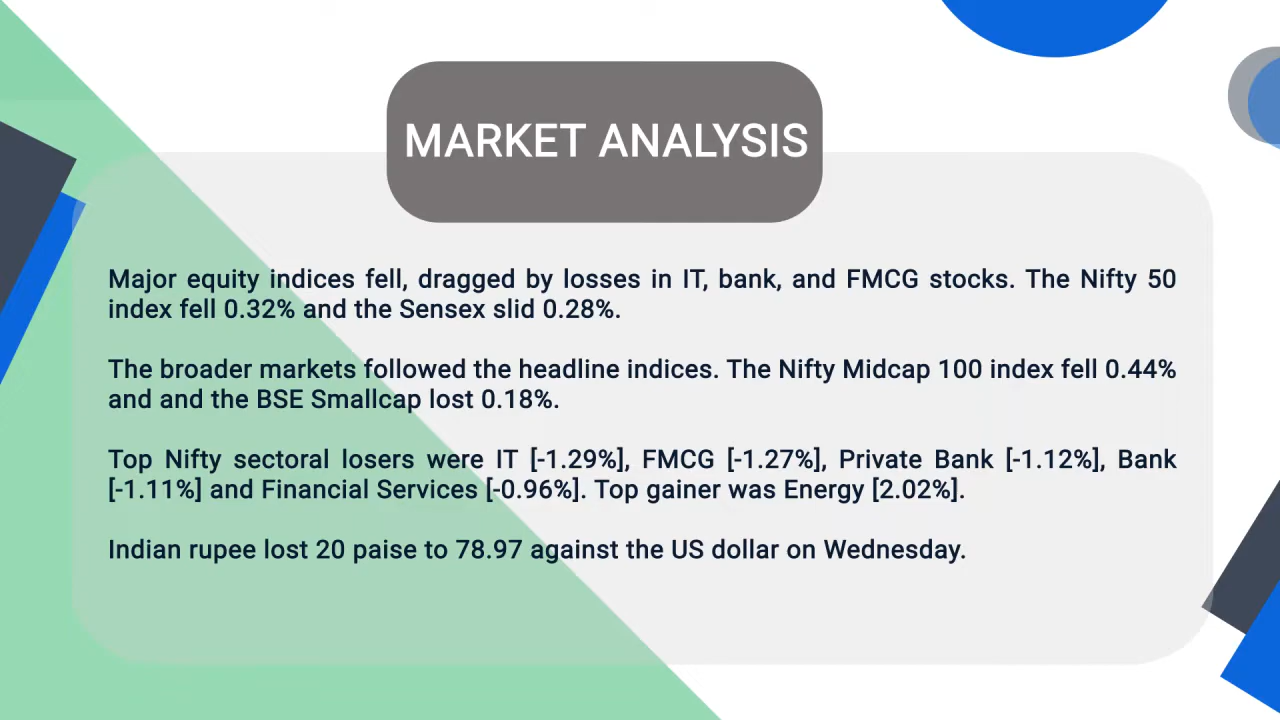 MARKET ANALYSIS
Major equity indices fell, dragged by losses in IT, bank, and FMCG stocks. The Nifty 50
index fell 0.32% and the Sensex slid 0.28%.
The broader markets followed the headline indices. The Nifty Midcap 100 index fell 0.44%
and and the BSE Smallcap lost 0.18%.
Top Nifty sectoral losers were IT [-1.29%], FMCG [-1.27%], Private Bank [-1.12%], Bank
[-1.11%] and Financial Services [-0.96%]. Top gainer was Energy [2.02%].
Indian rupee lost 20 paise to 78.97 against the US dollar on Wednesday.